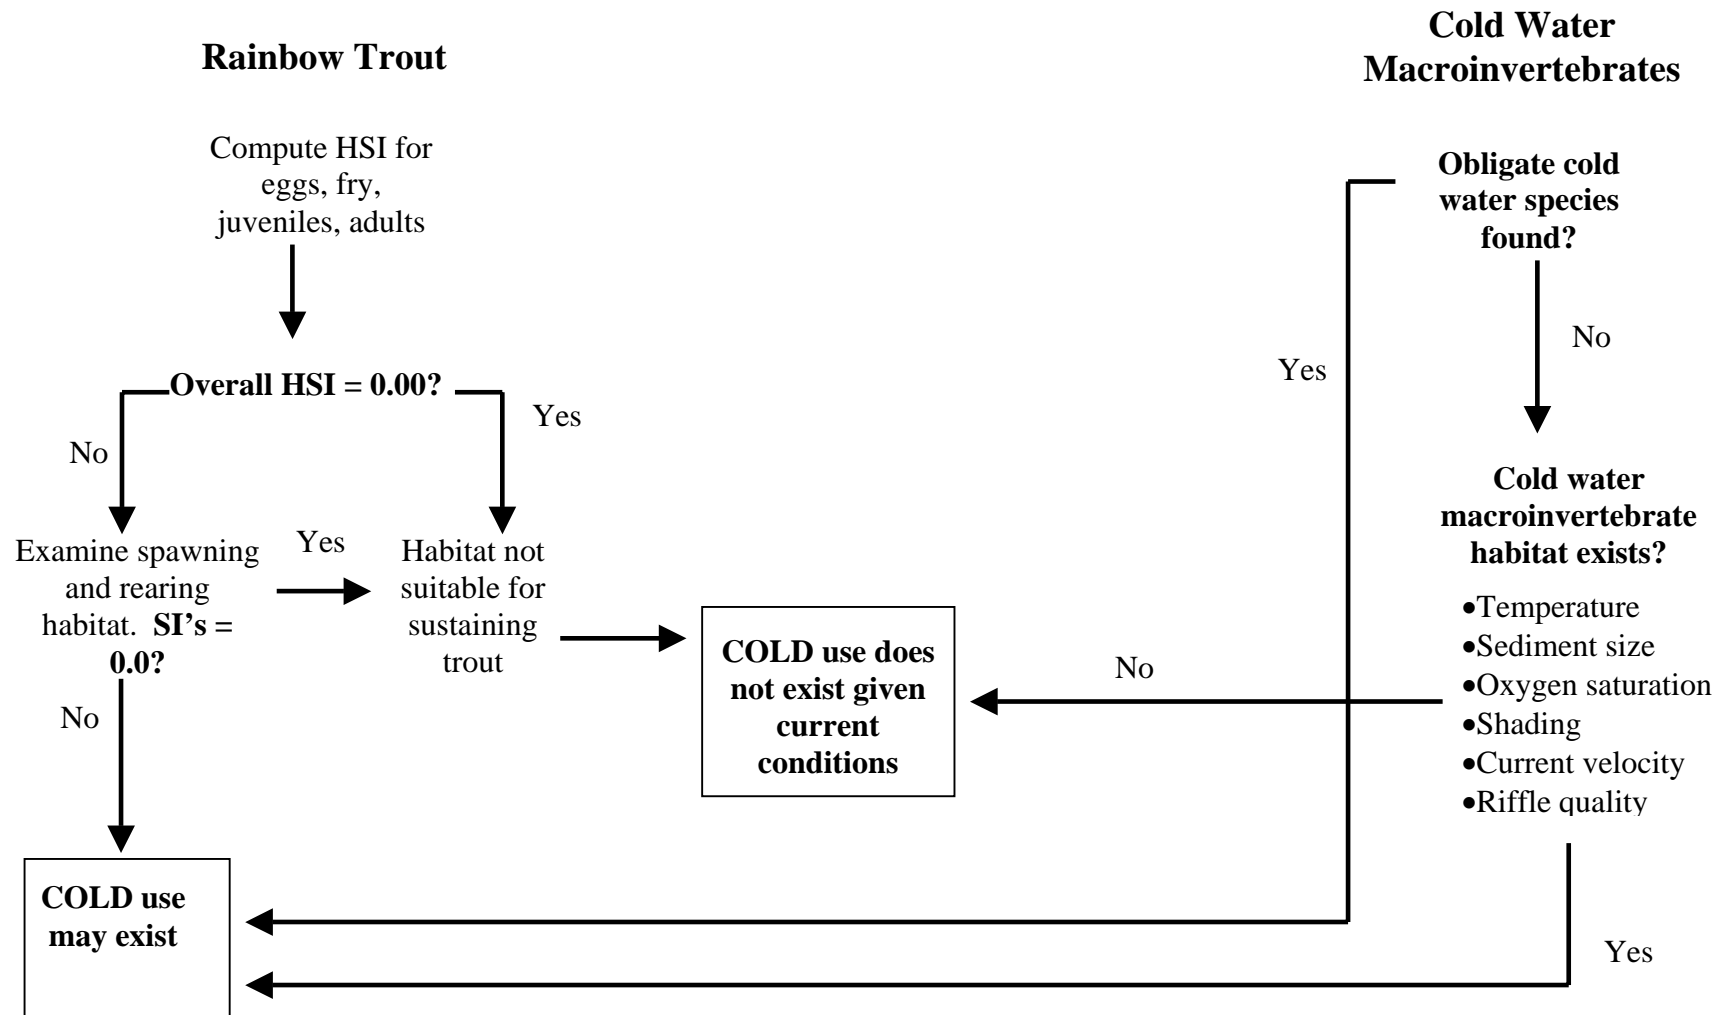 Rainbow Trout
Compute HSI for
eggs, fry,
juveniles, adults
Overall HSI = 0.00?
No
Yes
Examine spawning
and rearing
habitat.  SI’s =
0.0?
Yes
Habitat not
suitable for
sustaining
trout
No
COLD use does
not exist given
current
conditions
COLD use
may exist
Cold Water
Macroinvertebrates
Obligate cold
water species
found?
Yes
No
Cold water
macroinvertebrate
habitat exists?
•Temperature
•Sediment size
•Oxygen saturation
•Shading
•Current velocity
•Riffle quality
No
Yes